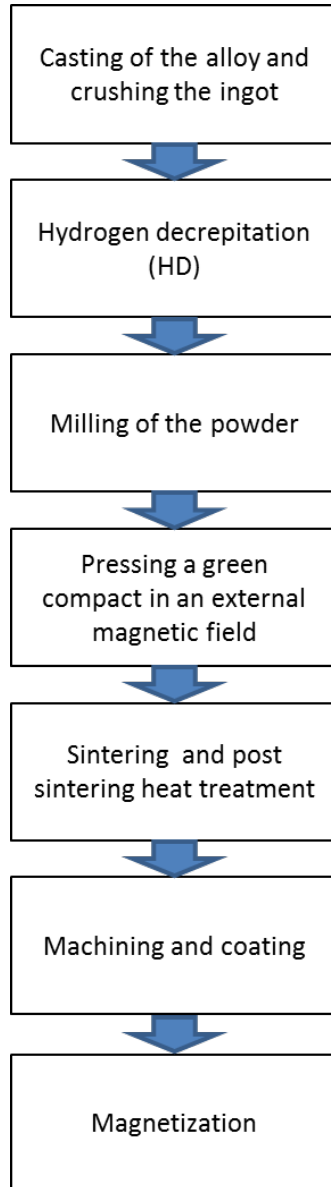 Casting of the alloy and
crushing the ingot
Hydrogen decrepitation
(HD)
Milling of the powder
Pressing a green
compact in an external
magnetic field
Sintering and post
sintering heat treatment
Machining and coating
Magnetization